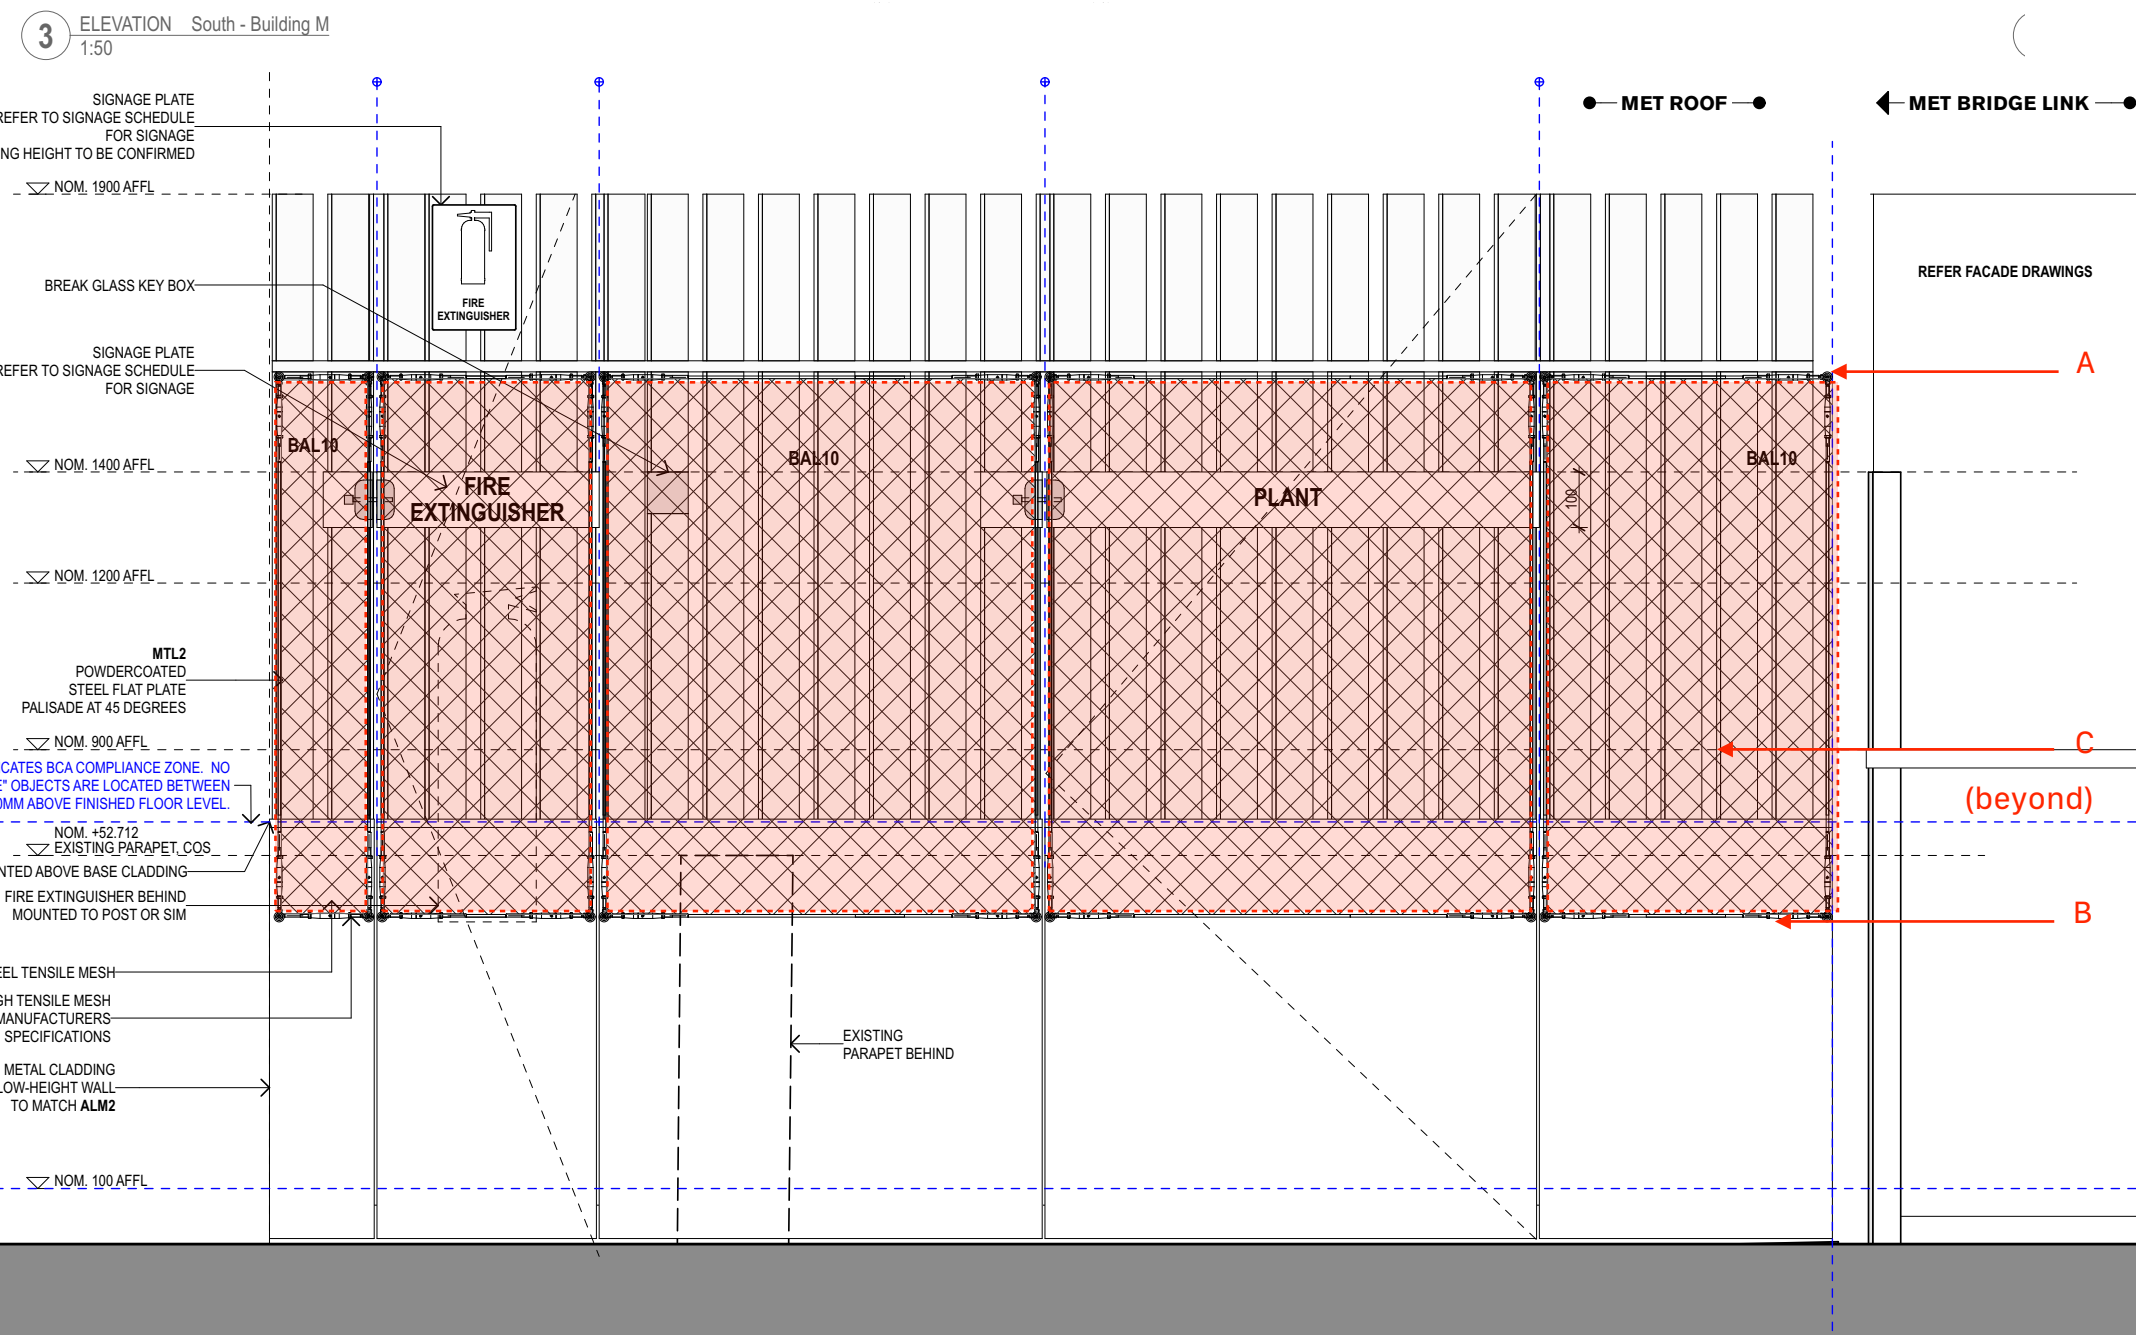 3
ELEVATION South - Building M
1:50
MET ROOF
MET BRIDGE LINK
SIGNAGE PLATE
REFER TO SIGNAGE SCHEDULE
FOR SIGNAGE
HEIGHT TO BE CONFIRMED
NOM. 1900 AFFL
FIRE
EXTINGUISHER
REFER FACADE DRAWINGS
BREAK GLASS KEY BOX
SIGNAGE PLATE
REFER TO SIGNAGE SCHEDULE
FOR SIGNAGE
A
BAL10
BAL10
BAL10
NOM. 1400 AFFL
FIRE
EXTINGUISHER
PLANT
100
NOM. 1200 AFFL
MTL2
POWDERCOATED
STEEL FLAT PLATE
PALISADE AT 45 DEGREES
NOM. 900 AFFL
C
(beyond)
BCA COMPLIANCE ZONE. NO
OBJECTS ARE LOCATED BETWEEN
ABOVE FINISHED FLOOR LEVEL.
NOM. +52.712
EXISTING PARAPET, COS
ABOVE BASE CLADDING
FIRE EXTINGUISHER BEHIND
MOUNTED TO POST OR SIM
B
TENSILE MESH
TENSILE MESH
MANUFACTURERS
SPECIFICATIONS
EXISTING
PARAPET BEHIND
METAL CLADDING
LOW-HEIGHT WALL
TO MATCH ALM2
NOM. 100 AFFL